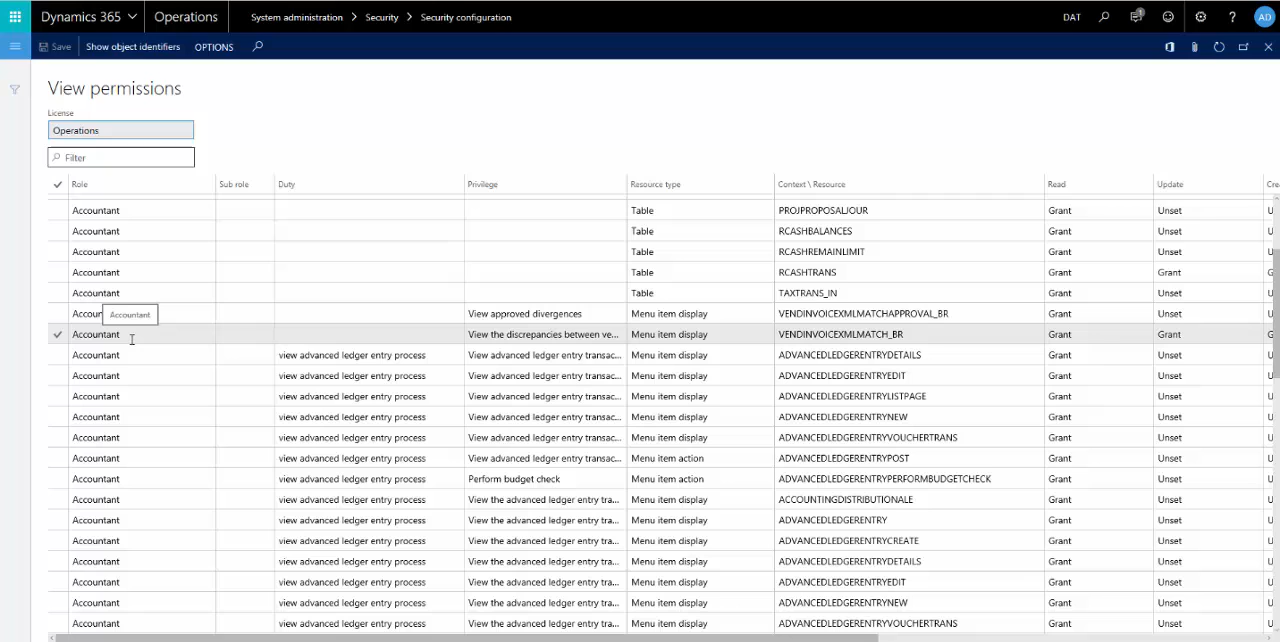 Dynamics 365 Operations System administration > Security > Security configuration DAT 1 ? AD
Save Show object identifiers OPTIONS
View permissions
License
Operations
Filter
Role Sub role Duty Privilege Resource type Context \ Resource Read Update Cre
Accountant Table PROJPROPOSALJOUR Grant Unset U
Accountant Table RCASHBALANCES Grant Unset U
Accountant Table RCASHREMAINLIMIT Grant Unset U
Accountant Table RCASHTRANS Grant Grant G
Accountant Table TAXTRANS_IN Grant Unset U
Accoun Accountant View approved divergences Menu item display VENDINVOICEXMLMATCHAPPROVAL_BR Grant Unset U
Accountant View the discrepancies between ve... Menu item display VENDINVOICEXMLMATCH_BR Grant Grant G
Accountant view advanced ledger entry process View advanced ledger entry transac... Menu item display ADVANCEDLEDGERENTRYDETAILS Grant Unset U
Accountant view advanced ledger entry process View advanced ledger entry transac... Menu item display ADVANCEDLEDGERENTRYEDIT Grant Unset U
Accountant view advanced ledger entry process View advanced ledger entry transac... Menu item display ADVANCEDLEDGERENTRYLISTPAGE Grant Unset U
Accountant view advanced ledger entry process View advanced ledger entry transac... Menu item display ADVANCEDLEDGERENTRYNEW Grant Unset U
Accountant view advanced ledger entry process View advanced ledger entry transac... Menu item display ADVANCEDLEDGERENTRYVOUCHERTRANS Grant Unset U
Accountant view advanced ledger entry process View advanced ledger entry transac... Menu item action ADVANCEDLEDGERENTRYPOST Grant Unset U
Accountant view advanced ledger entry process Perform budget check Menu item action ADVANCEDLEDGERENTRYPERFORMBUDGETCHECK Grant Unset U
Accountant view advanced ledger entry process View the advanced ledger entry tra... Menu item display ACCOUNTINGDISTRIBUTIONALE Grant Unset U
Accountant view advanced ledger entry process View the advanced ledger entry tra... Menu item display ADVANCEDLEDGERENTRY Grant Unset U
Accountant view advanced ledger entry process View the advanced ledger entry tra... Menu item display ADVANCEDLEDGERENTRYCREATE Grant Unset U
Accountant view advanced ledger entry process View the advanced ledger entry tra... Menu item display ADVANCEDLEDGERENTRYDETAILS Grant Unset U
Accountant view advanced ledger entry process View the advanced ledger entry tra... Menu item display ADVANCEDLEDGERENTRYEDIT Grant Unset U
Accountant view advanced ledger entry process View the advanced ledger entry tra... Menu item display ADVANCEDLEDGERENTRYNEW Grant Unset U
Accountant view advanced ledger entry process View the advanced ledger entry tra... Menu item display ADVANCEDLEDGERENTRYVOUCHERTRANS Grant Unset U